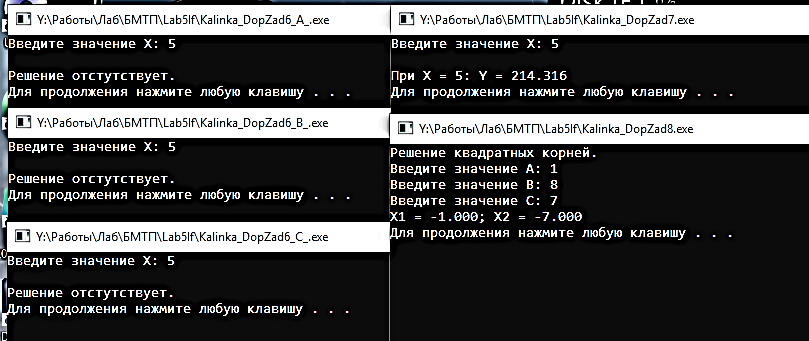 Y:\Работы\Лаб\БМТП\Lab5If\Kalinka_DopZad6_A_.exe
Введите значение X: 5
Решение отстутствует.
Для продолжения нажмите любую клавишу . . .
Y:\Работы\Лаб\БМТП\Lab5If\Kalinka_DopZad6_B_.exe
Введите значение X: 5
Решение отстутствует.
Для продолжения нажмите любую клавишу . . .
Y:\Работы\Лаб\БМТП\Lab5If\Kalinka_DopZad6_C_.exe
Введите значение X: 5
Решение отстутствует.
Для продолжения нажмите любую клавишу . . .
Y:\Работы\Лаб\БМТП\Lab5If\Kalinka_DopZad7.exe
Введите значение X: 5
При X = 5: Y = 214.316
Для продолжения нажмите любую клавишу . . .
Y:\Работы\Лаб\БМТП\Lab5If\Kalinka_DopZad8.exe
Решение квадратных корней.
Введите значение A: 1
Введите значение B: 8
Введите значение C: 7
X1 = -1.000; X2 = -7.000
Для продолжения нажмите любую клавишу . . .